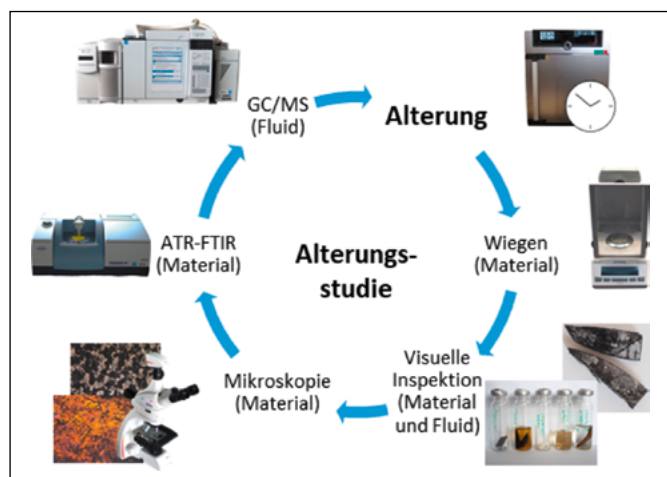 GC/MS
(Fluid)
Alterung
ATR-FTIR
(Material)
Alterungs-
studie
Wiegen
(Material)
Mikroskopie
(Material)
Visuelle
Inspektion
(Material
und Fluid)